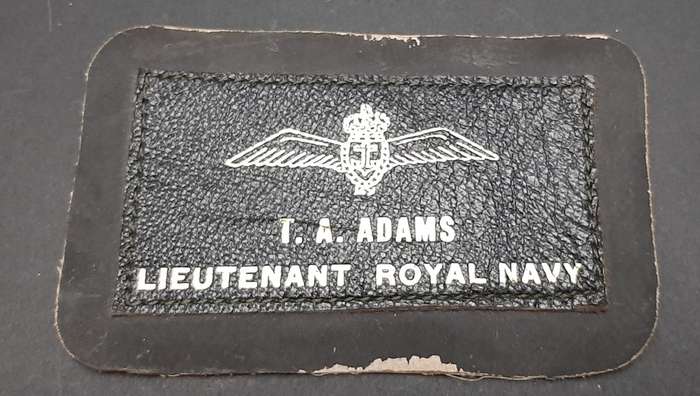 T. A. ADAMS
LIEUTENANT ROYAL NAVY